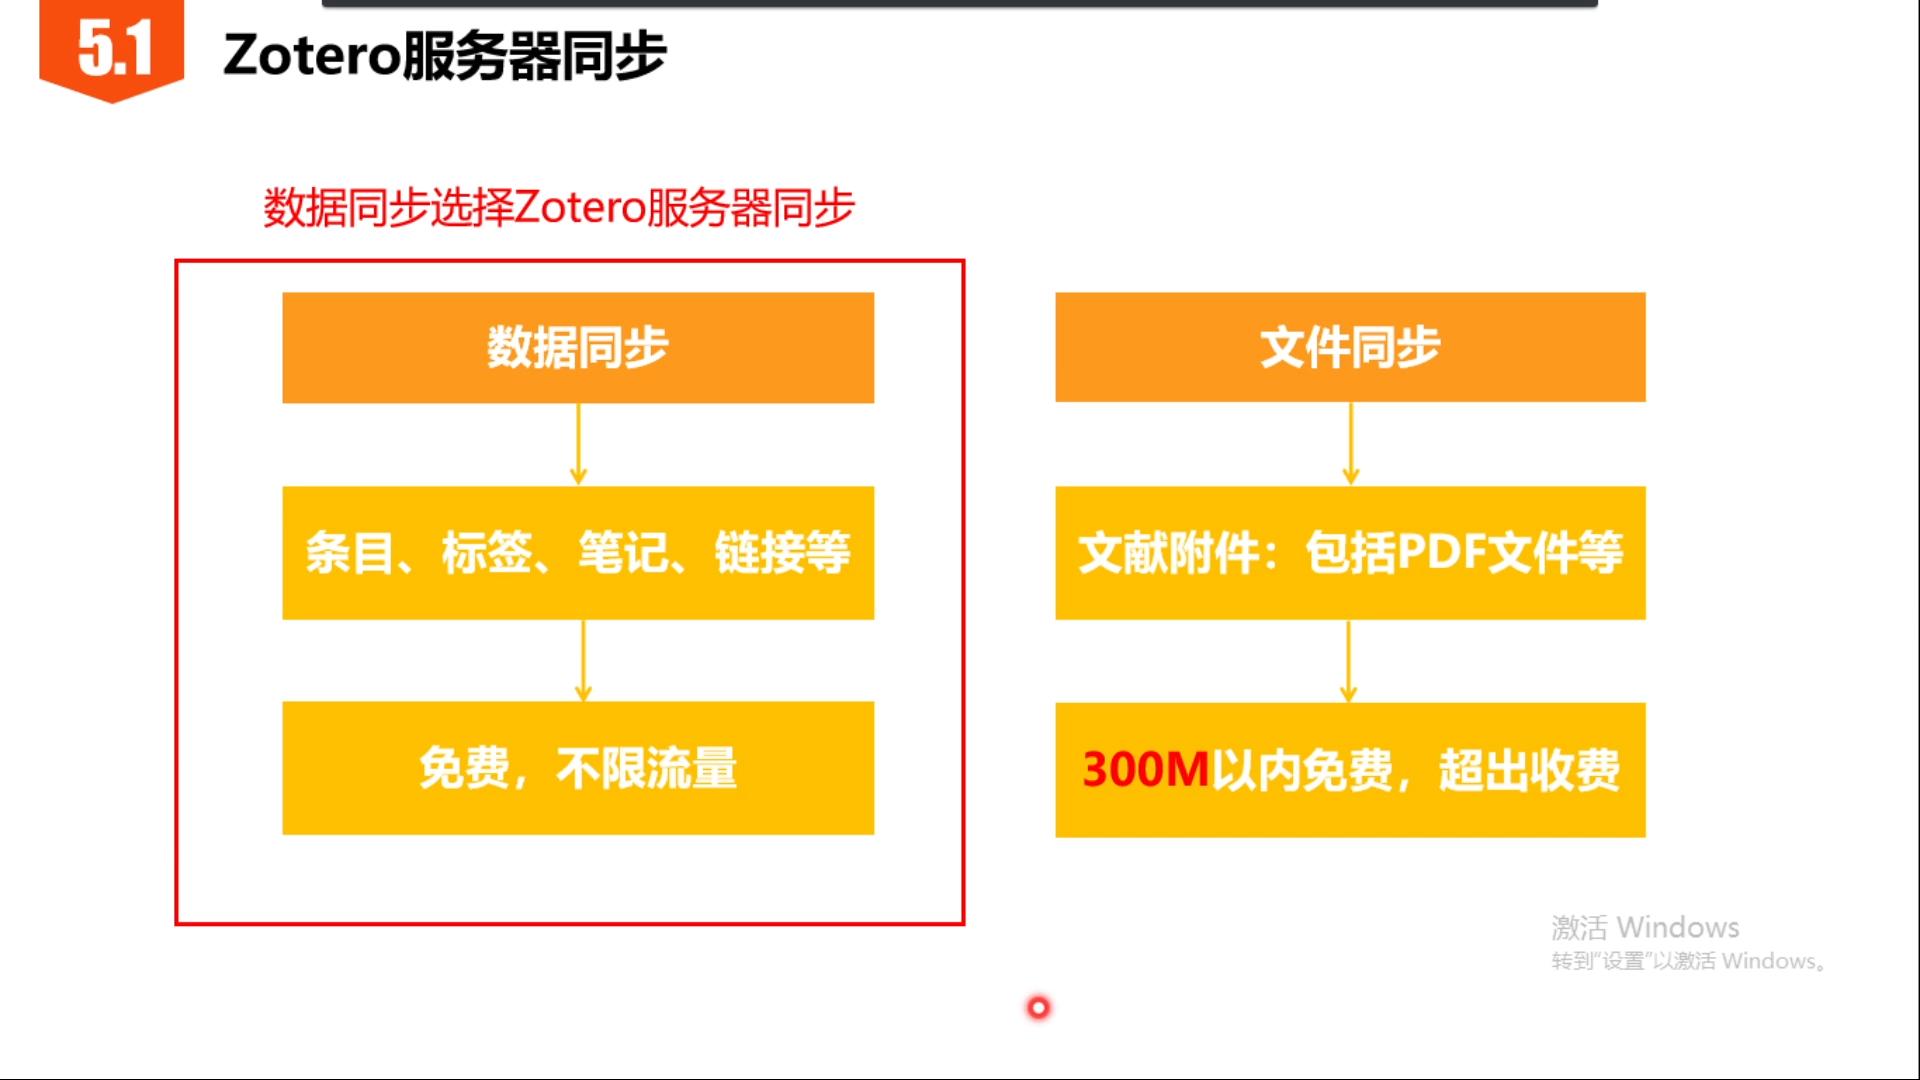 5.1
Zotero服务器同步
数据同步选择Zotero服务器同步
数据同步
条目、标签、笔记、链接等
免费，不限流量
文件同步
文献附件：包括PDF文件等
300M以内免费，超出收费
激活 Windows
转到“设置”以激活 Windows。